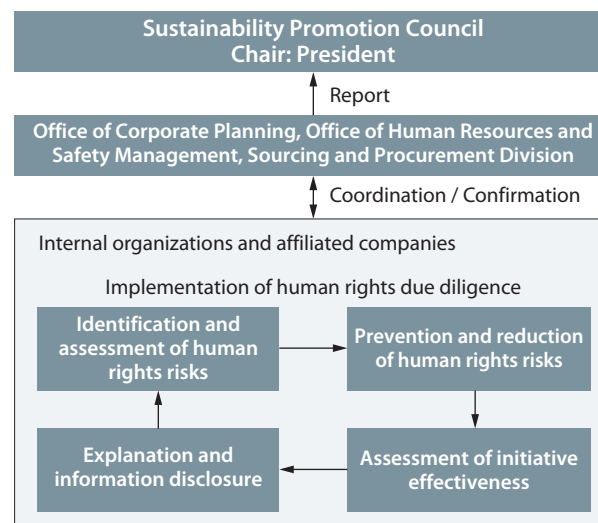 Sustainability Promotion Council
Chair: President
Report
Office of Corporate Planning, Office of Human Resources and
Safety Management, Sourcing and Procurement Division
Coordination / Confirmation
Internal organizations and affiliated companies
Implementation of human rights due diligence
Identification and
assessment of human
rights risks
Prevention and reduction
of human rights risks
Explanation and
information disclosure
Assessment of initiative
effectiveness